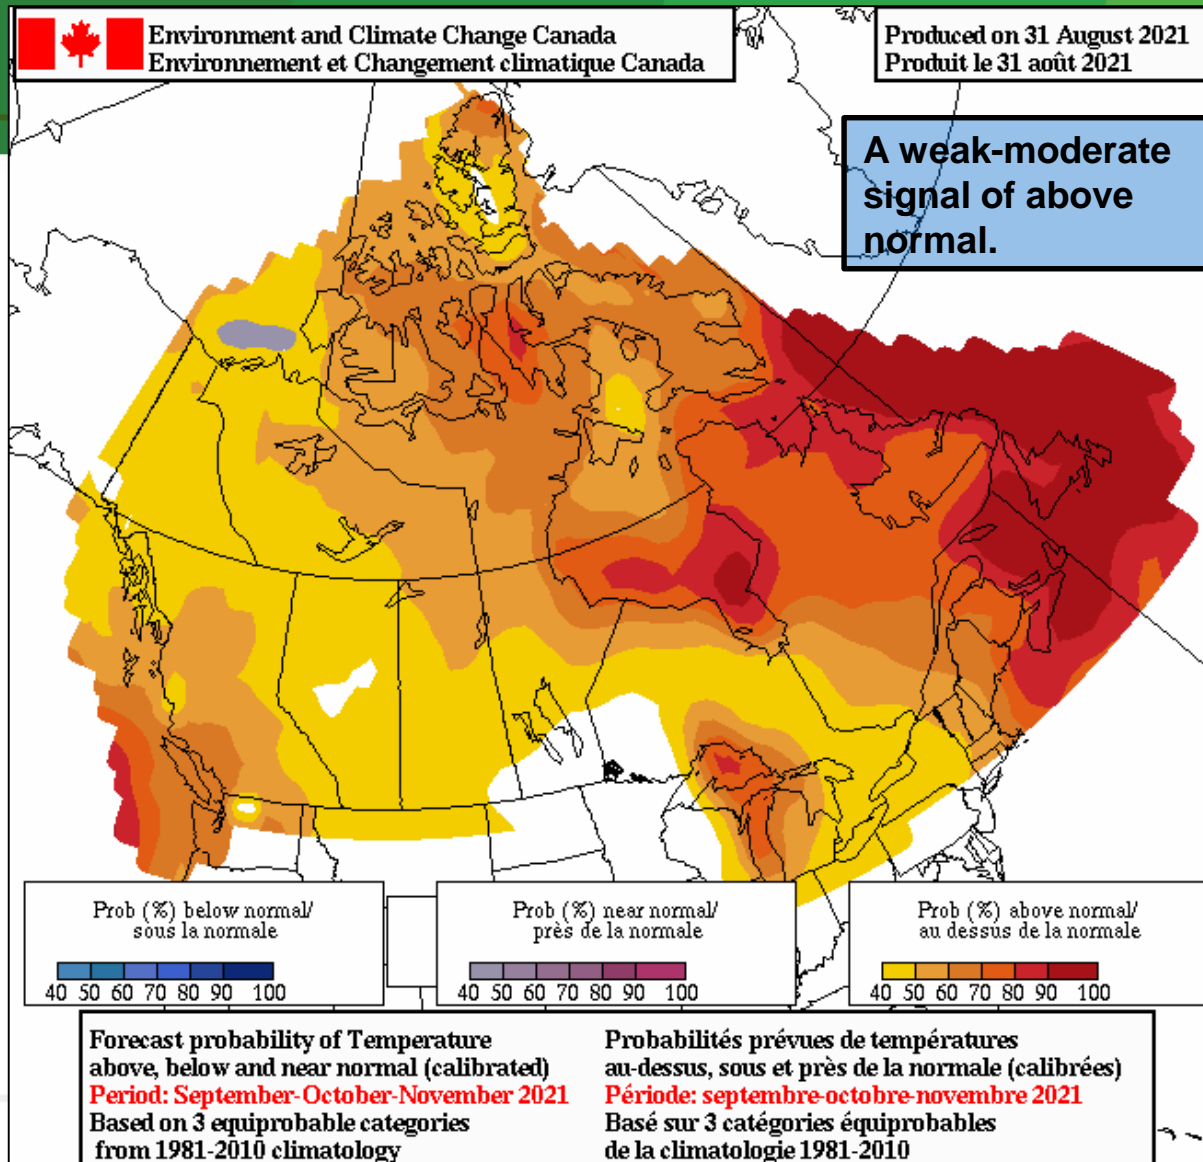 Environment and Climate Change Canada
Environnement et Changement climatique Canada
Produced on 31 August 2021
Produit le 31 août 2021
A weak-moderate
signal of above
normal.
Prob (%) below normal/
sous la normale
40 50 60 70 80 90 100
Prob (%) near normal/
près de la normale
40 50 60 70 80 90 100
Prob (%) above normal/
au dessus de la normale
40 50 60 70 80 90 100
Forecast probability of Temperature
above, below and near normal (calibrated)
Period: September-October-November 2021
Based on 3 equiprobable categories
from 1981-2010 climatology
Probabilités prévues de températures
au-dessus, sous et près de la normale (calibrées)
Période: septembre-octobre-novembre 2021
Basé sur 3 catégories équiprobables
de la climatologie 1981-2010